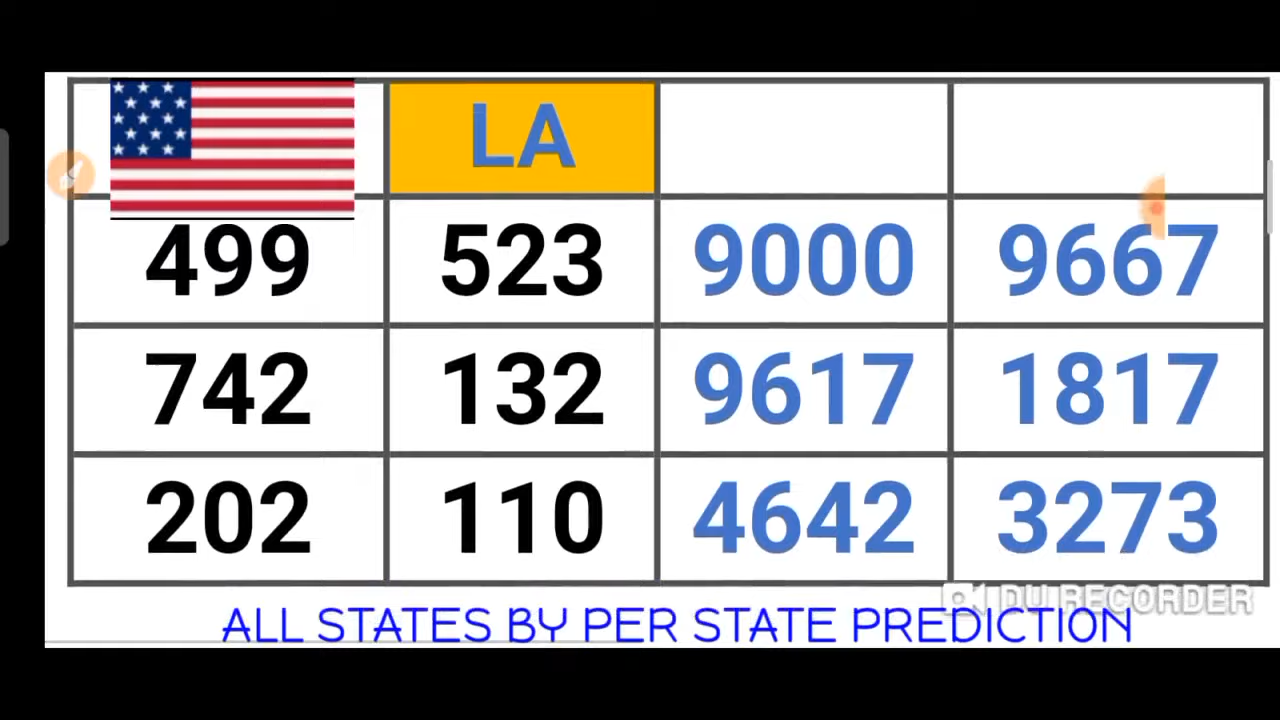 LA
499 523 9000 9667
742 132 9617 1817
202 110 4642 3273
DU RECORDER
ALL STATES BY PER STATE PREDICTION